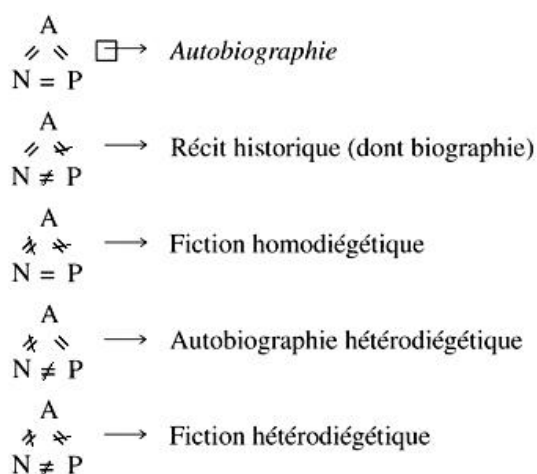 A
= =
N = P □→ Autobiographie
A
= ≠
N ≠ P → Récit historique (dont biographie)
A
≠ ≠
N = P → Fiction homodiégétique
A
≠ =
N ≠ P → Autobiographie hétérodiégétique
A
≠ ≠
N ≠ P → Fiction hétérodiégétique